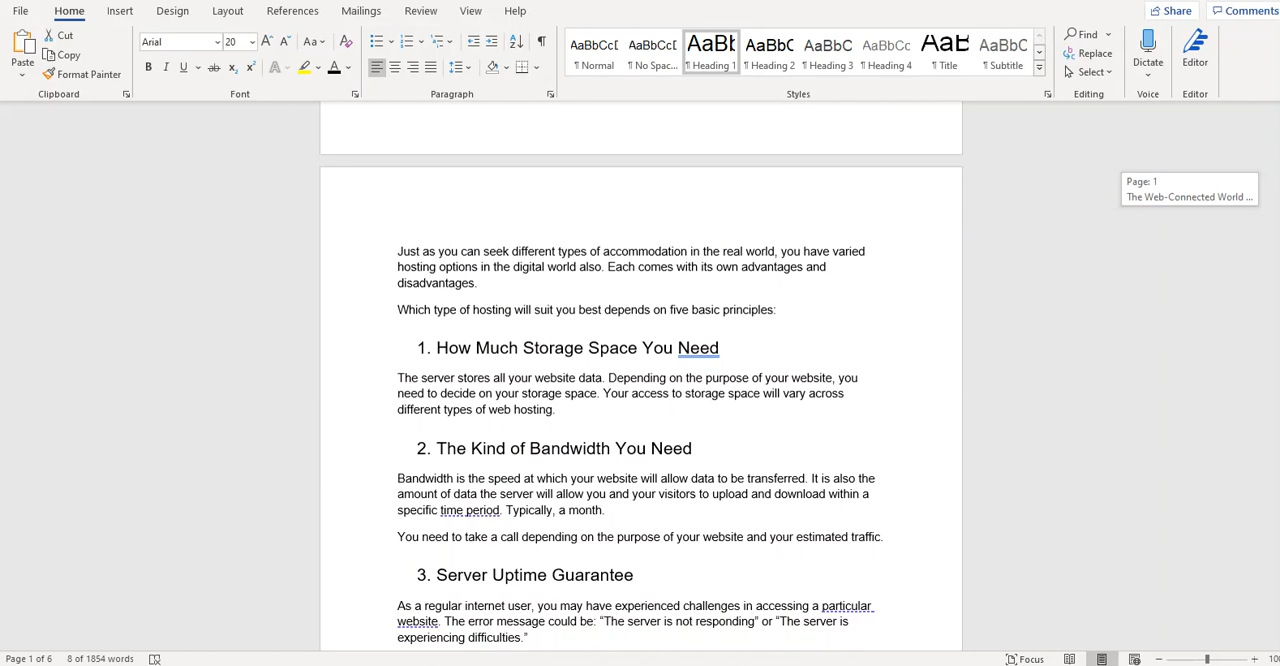 File Home Insert Design Layout References Mailings Review View Help Share Comments
Paste Cut Copy Format Painter Clipboard
Arial 20 Aa Font
Paragraph
AaBbCcI ¶ Normal AaBbCcI ¶ No Spac... AaBb ¶ Heading 1 AaBbC ¶ Heading 2 AaBbC ¶ Heading 3 AaBbCc ¶ Heading 4 AaB ¶ Title AaBbC ¶ Subtitle Styles
Find Replace Select Editing
Dictate Voice
Editor Editor
Page: 1
The Web-Connected World ...
Just as you can seek different types of accommodation in the real world, you have varied
hosting options in the digital world also. Each comes with its own advantages and
disadvantages.
Which type of hosting will suit you best depends on five basic principles:
1. How Much Storage Space You Need
The server stores all your website data. Depending on the purpose of your website, you
need to decide on your storage space. Your access to storage space will vary across
different types of web hosting.
2. The Kind of Bandwidth You Need
Bandwidth is the speed at which your website will allow data to be transferred. It is also the
amount of data the server will allow you and your visitors to upload and download within a
specific time period. Typically, a month.
You need to take a call depending on the purpose of your website and your estimated traffic.
3. Server Uptime Guarantee
As a regular internet user, you may have experienced challenges in accessing a particular
website. The error message could be: “The server is not responding” or “The server is
experiencing difficulties.”
Page 1 of 6 8 of 1854 words Focus